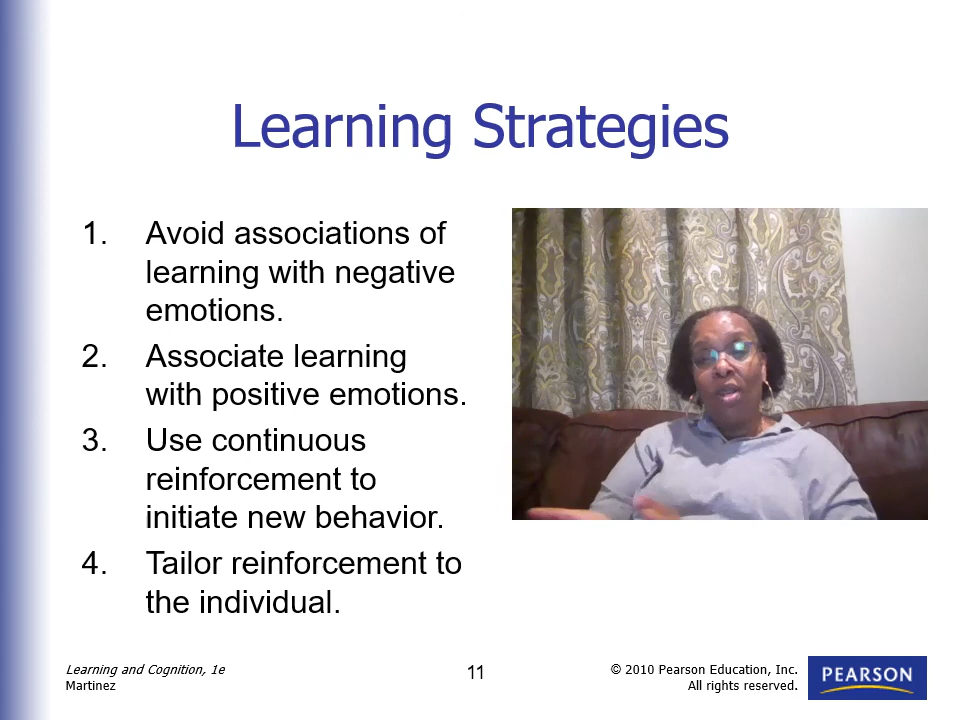 Learning Strategies
1. Avoid associations of
learning with negative
emotions.
2. Associate learning
with positive emotions.
3. Use continuous
reinforcement to
initiate new behavior.
4. Tailor reinforcement to
the individual.
Learning and Cognition, 1e
Martinez
11
© 2010 Pearson Education, Inc.
All rights reserved.
PEARSON